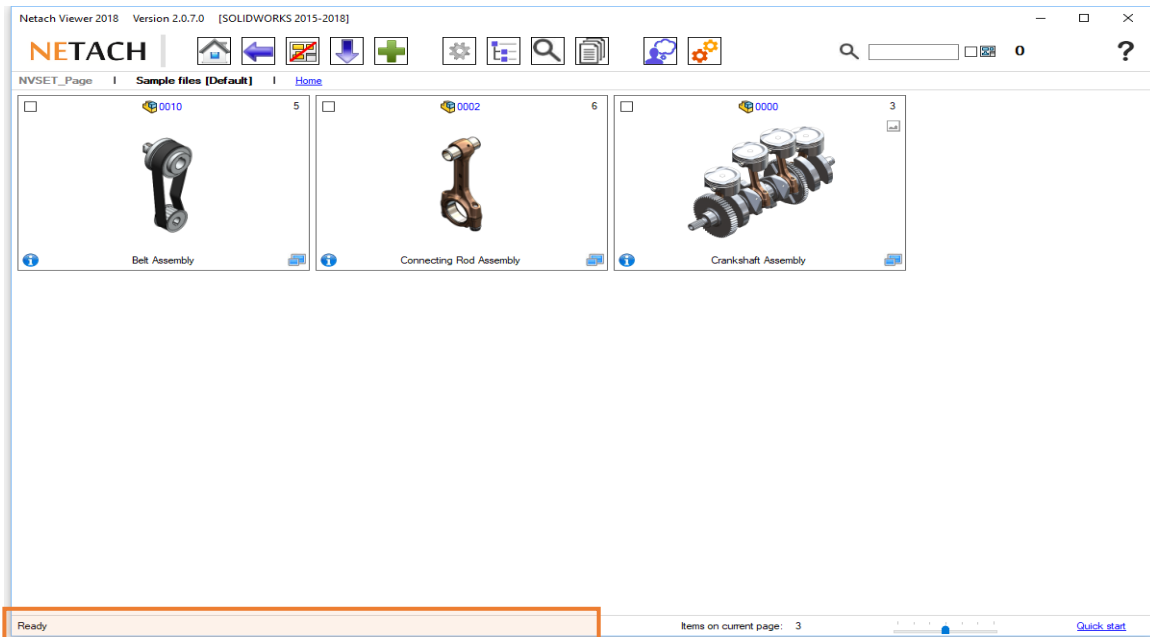 Netach Viewer 2018 Version 2.0.7.0 [SOLIDWORKS 2015-2018]
NETACH 0 ?
NVSET_Page I Sample files [Default] I Home
0010 5 0002 6 0000 3
Belt Assembly Connecting Rod Assembly Crankshaft Assembly
Ready Items on current page: 3 Quick start